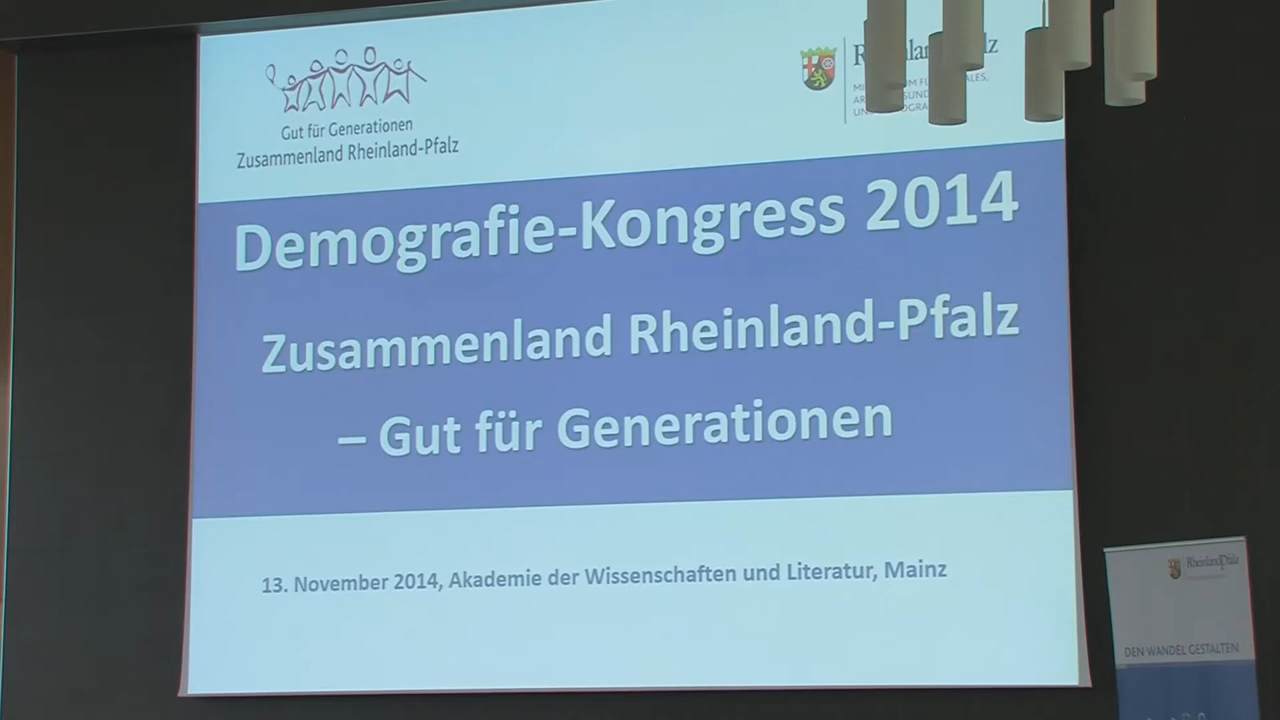 Gut für Generationen
Zusammenland Rheinland-Pfalz
Demografie-Kongress 2014
Zusammenland Rheinland-Pfalz
– Gut für Generationen
13. November 2014, Akademie der Wissenschaften und Literatur, Mainz
RheinlandPfalz
DEN WANDEL GESTALTEN